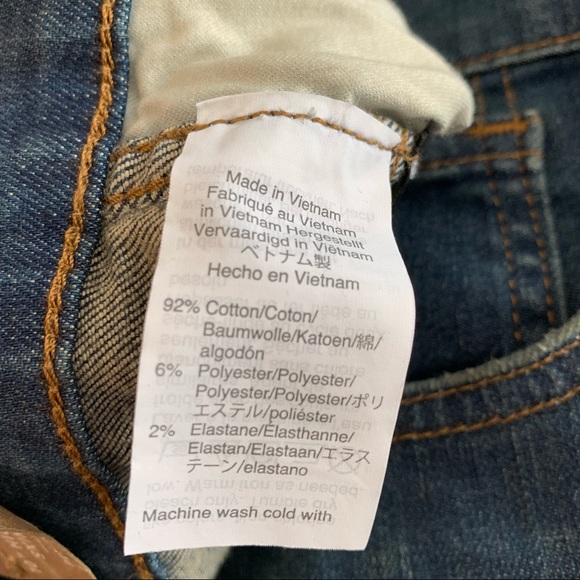 Made in Vietnam
Fabriqué au Vietnam
in Vietnam Hergestellt
Vervaardigd in Viëtnam
ベトナム製
Hecho en Vietnam
92% Cotton/Coton/
Baumwolle/Katoen/綿/
algodón
6% Polyester/Polyester/
Polyester/Polyester/ポリ
エステル/poliéster
2% Elastane/Élasthanne/
Elastan/Elastaan/エラス
テーン/elastano
Machine wash cold with